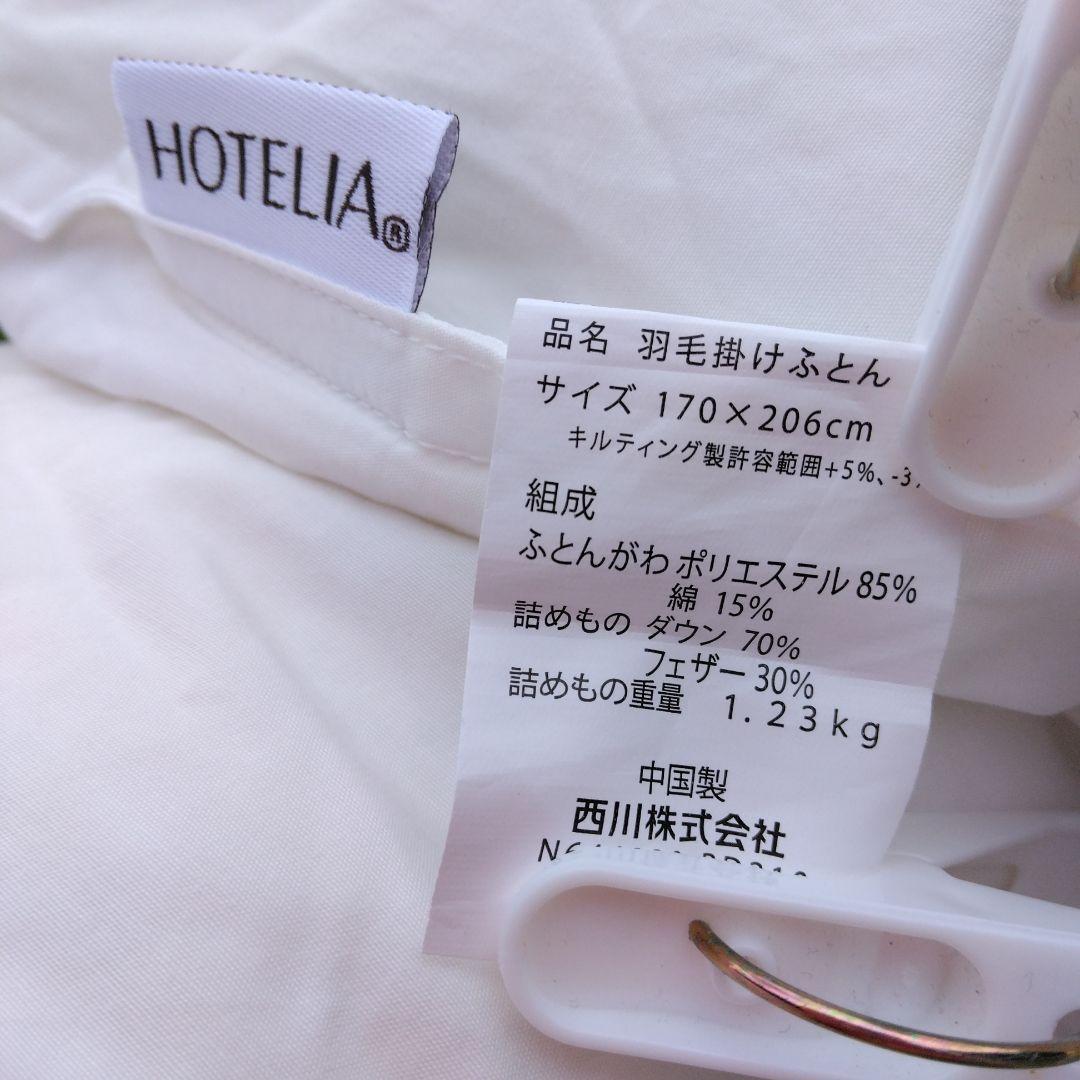 HOTELIA®
品名 羽毛掛けふとん
サイズ 170×206cm
キルティング製許容範囲+5%、-3
組成
ふとんがわ ポリエステル 85%
綿 15%
詰めもの ダウン 70%
フェザー 30%
詰めもの重量 1.23kg
中国製
西川株式会社